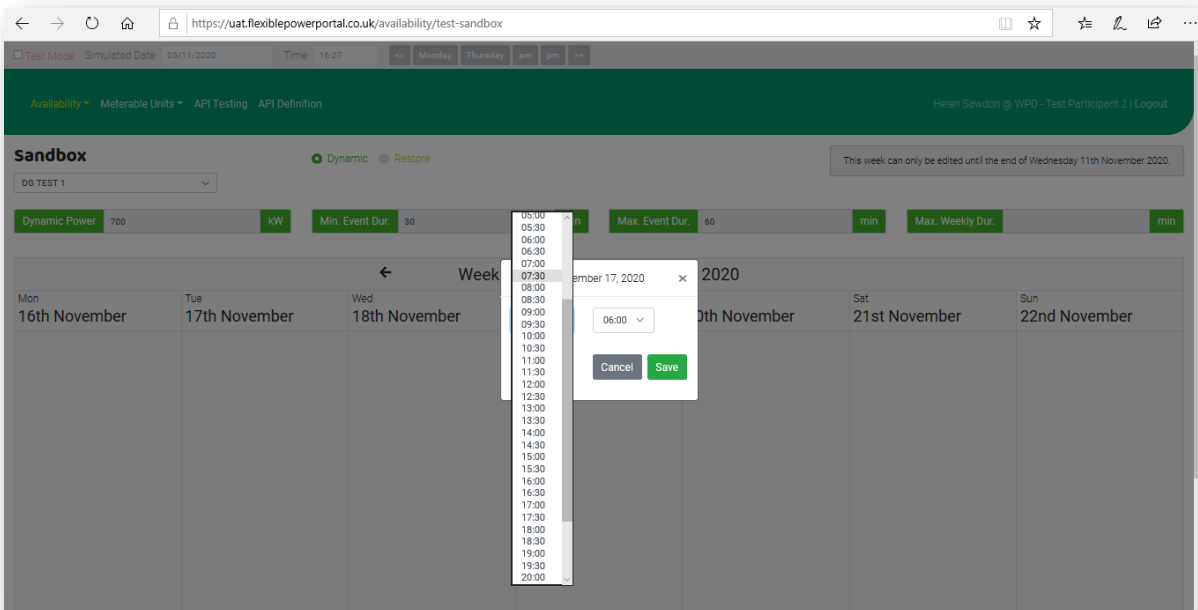 https://uat.flexiblepowerportal.co.uk/availability/test-sandbox
Test Mode Simulated Date 05/11/2020 Time 16:27 << Monday Thursday am pm >>
Availability Meterable Units API Testing API Definition
Helen Sawdon @ WPD - Test Participant 2 | Logout
Sandbox
Dynamic Restore
This week can only be edited until the end of Wednesday 11th November 2020.
DG TEST 1
Dynamic Power 700 kW
Min. Event Dur. 30
Max. Event Dur. 60 min
Max. Weekly Dur. min
Week
2020
Mon
16th November
Tue
17th November
Wed
18th November
0th November
Sat
21st November
Sun
22nd November
ember 17, 2020 ×
06:00
Cancel Save
05:00
05:30
06:00
06:30
07:00
07:30
08:00
08:30
09:00
09:30
10:00
10:30
11:00
11:30
12:00
12:30
13:00
13:30
14:00
14:30
15:00
15:30
16:00
16:30
17:00
17:30
18:00
18:30
19:00
19:30
20:00